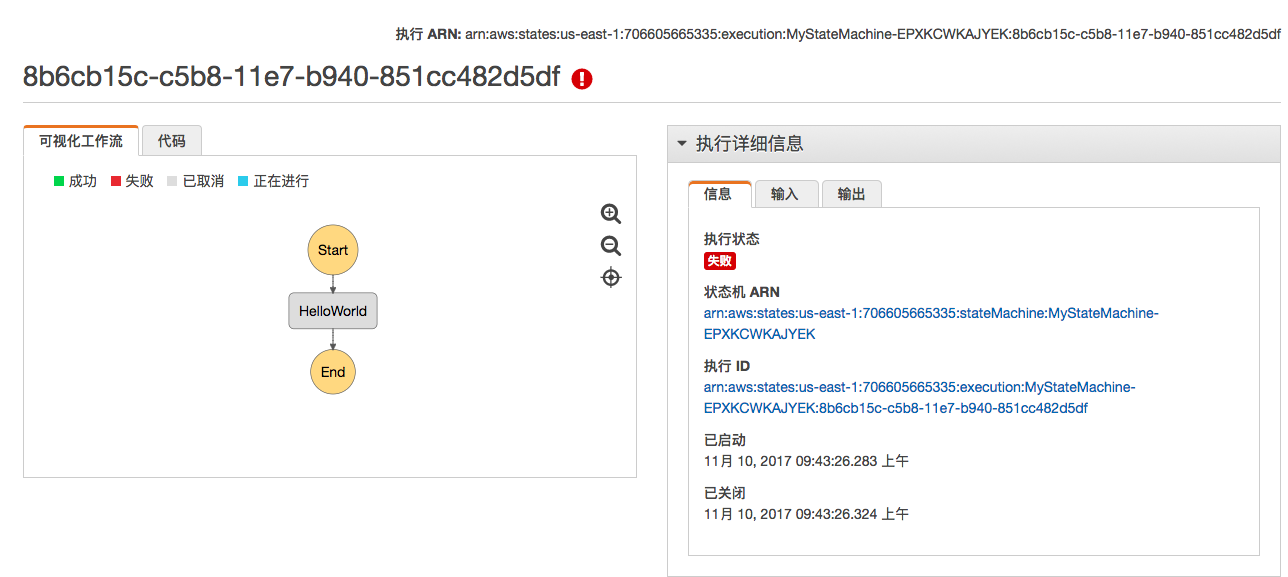 执行 ARN: arn:aws:states:us-east-1:706605665335:execution:MyStateMachine-EPXKCWKAJYEK:8b6cb15c-c5b8-11e7-b940-851cc482d5df
8b6cb15c-c5b8-11e7-b940-851cc482d5df
可视化工作流
代码
成功 失败 已取消 正在进行
Start
HelloWorld
End
执行详细信息
信息
输入
输出
执行状态
失败
状态机 ARN
arn:aws:states:us-east-1:706605665335:stateMachine:MyStateMachine-
EPXKCWKAJYEK
执行 ID
arn:aws:states:us-east-1:706605665335:execution:MyStateMachine-
EPXKCWKAJYEK:8b6cb15c-c5b8-11e7-b940-851cc482d5df
已启动
11月 10, 2017 09:43:26.283 上午
已关闭
11月 10, 2017 09:43:26.324 上午